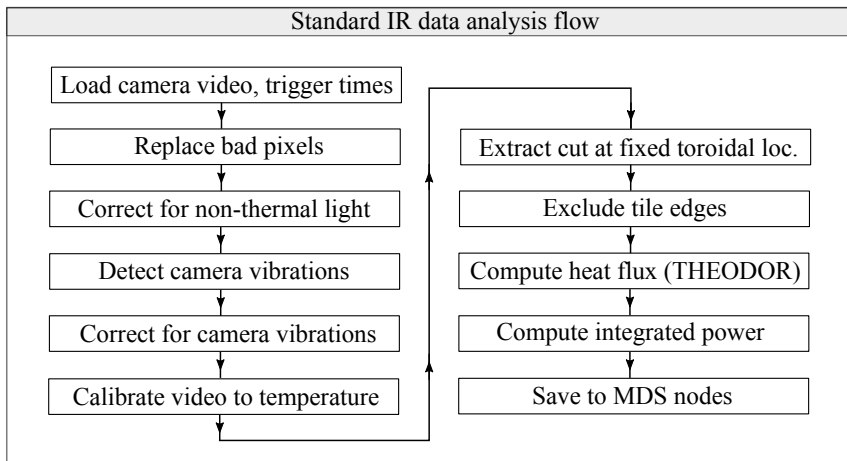 Standard IR data analysis flow
Load camera video, trigger times
Replace bad pixels
Correct for non-thermal light
Detect camera vibrations
Correct for camera vibrations
Calibrate video to temperature
Extract cut at fixed toroidal loc.
Exclude tile edges
Compute heat flux (THEODOR)
Compute integrated power
Save to MDS nodes